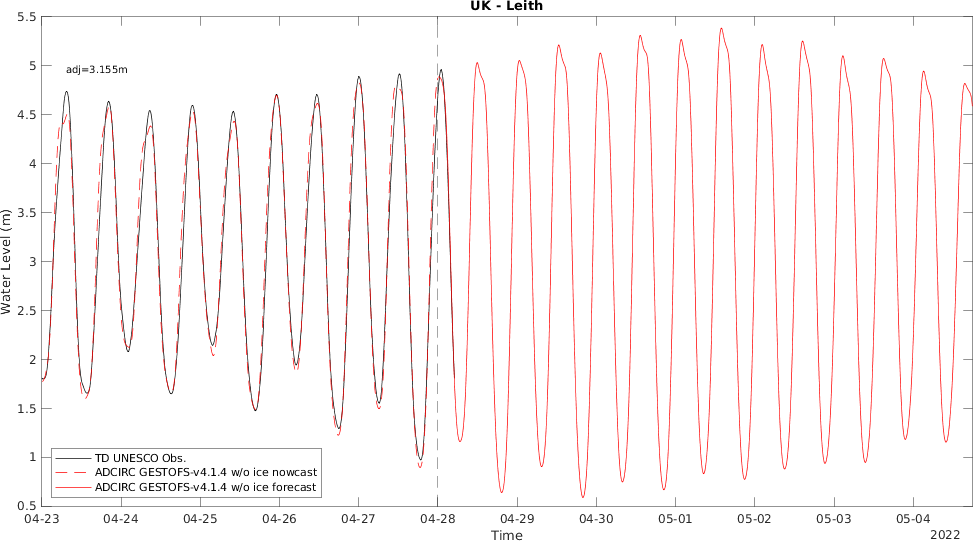 UK - Leith
adj=3.155m
5.5
5
4.5
4
3.5
3
2.5
2
1.5
1
0.5
Water Level (m)
TD UNESCO Obs.
ADCIRC GESTOFS-v4.1.4 w/o ice nowcast
ADCIRC GESTOFS-v4.1.4 w/o ice forecast
04-23 04-24 04-25 04-26 04-27 04-28 04-29 04-30 05-01 05-02 05-03 05-04
Time
2022